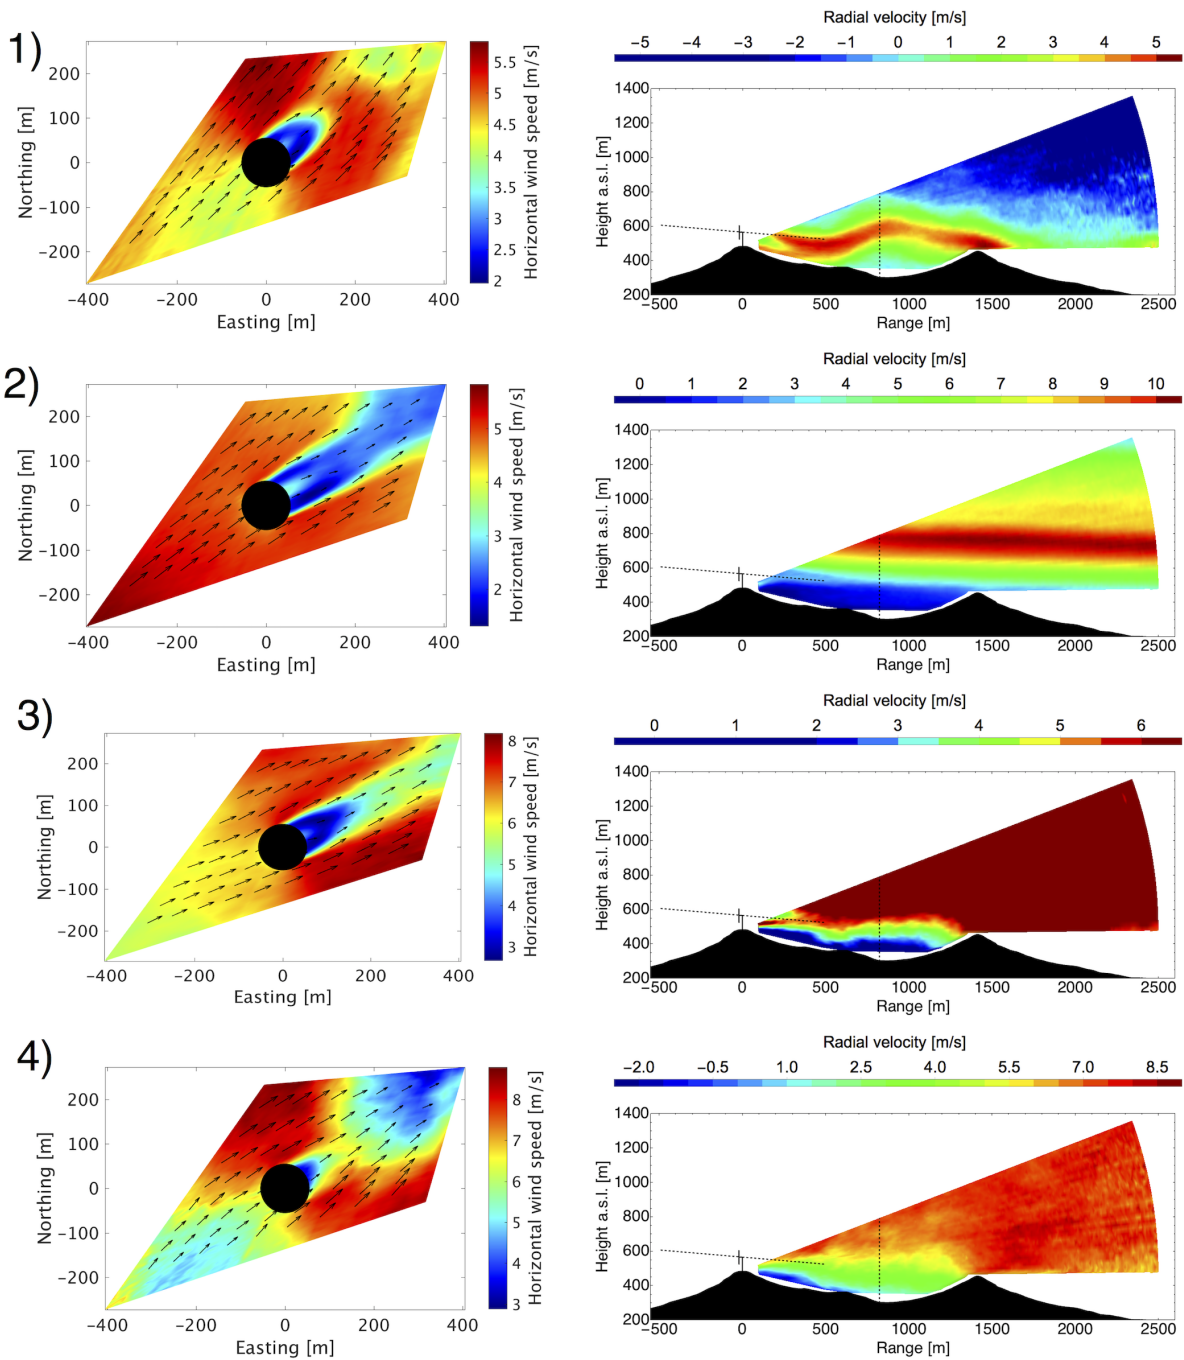 1)
Northing [m]
200
100
0
−100
−200
−400 −200 0 200 400
Easting [m]
5.5
5
4.5
4
3.5
3
2.5
2
Horizontal wind speed [m/s]
Radial velocity [m/s]
−5 −4 −3 −2 −1 0 1 2 3 4 5
Height a.s.l. [m]
1400
1200
1000
800
600
400
200
−500 0 500 1000 1500 2000 2500
Range [m]
2)
Northing [m]
200
100
0
−100
−200
−400 −200 0 200 400
Easting [m]
5
4
3
2
Horizontal wind speed [m/s]
Radial velocity [m/s]
0 1 2 3 4 5 6 7 8 9 10
Height a.s.l. [m]
1400
1200
1000
800
600
400
200
−500 0 500 1000 1500 2000 2500
Range [m]
3)
Northing [m]
200
100
0
−100
−200
−400 −200 0 200 400
Easting [m]
8
7
6
5
4
3
Horizontal wind speed [m/s]
Radial velocity [m/s]
0 1 2 3 4 5 6
Height a.s.l. [m]
1400
1200
1000
800
600
400
200
−500 0 500 1000 1500 2000 2500
Range [m]
4)
Northing [m]
200
100
0
−100
−200
−400 −200 0 200 400
Easting [m]
8
7
6
5
4
3
Horizontal wind speed [m/s]
Radial velocity [m/s]
−2.0 −0.5 1.0 2.5 4.0 5.5 7.0 8.5
Height a.s.l. [m]
1400
1200
1000
800
600
400
200
−500 0 500 1000 1500 2000 2500
Range [m]